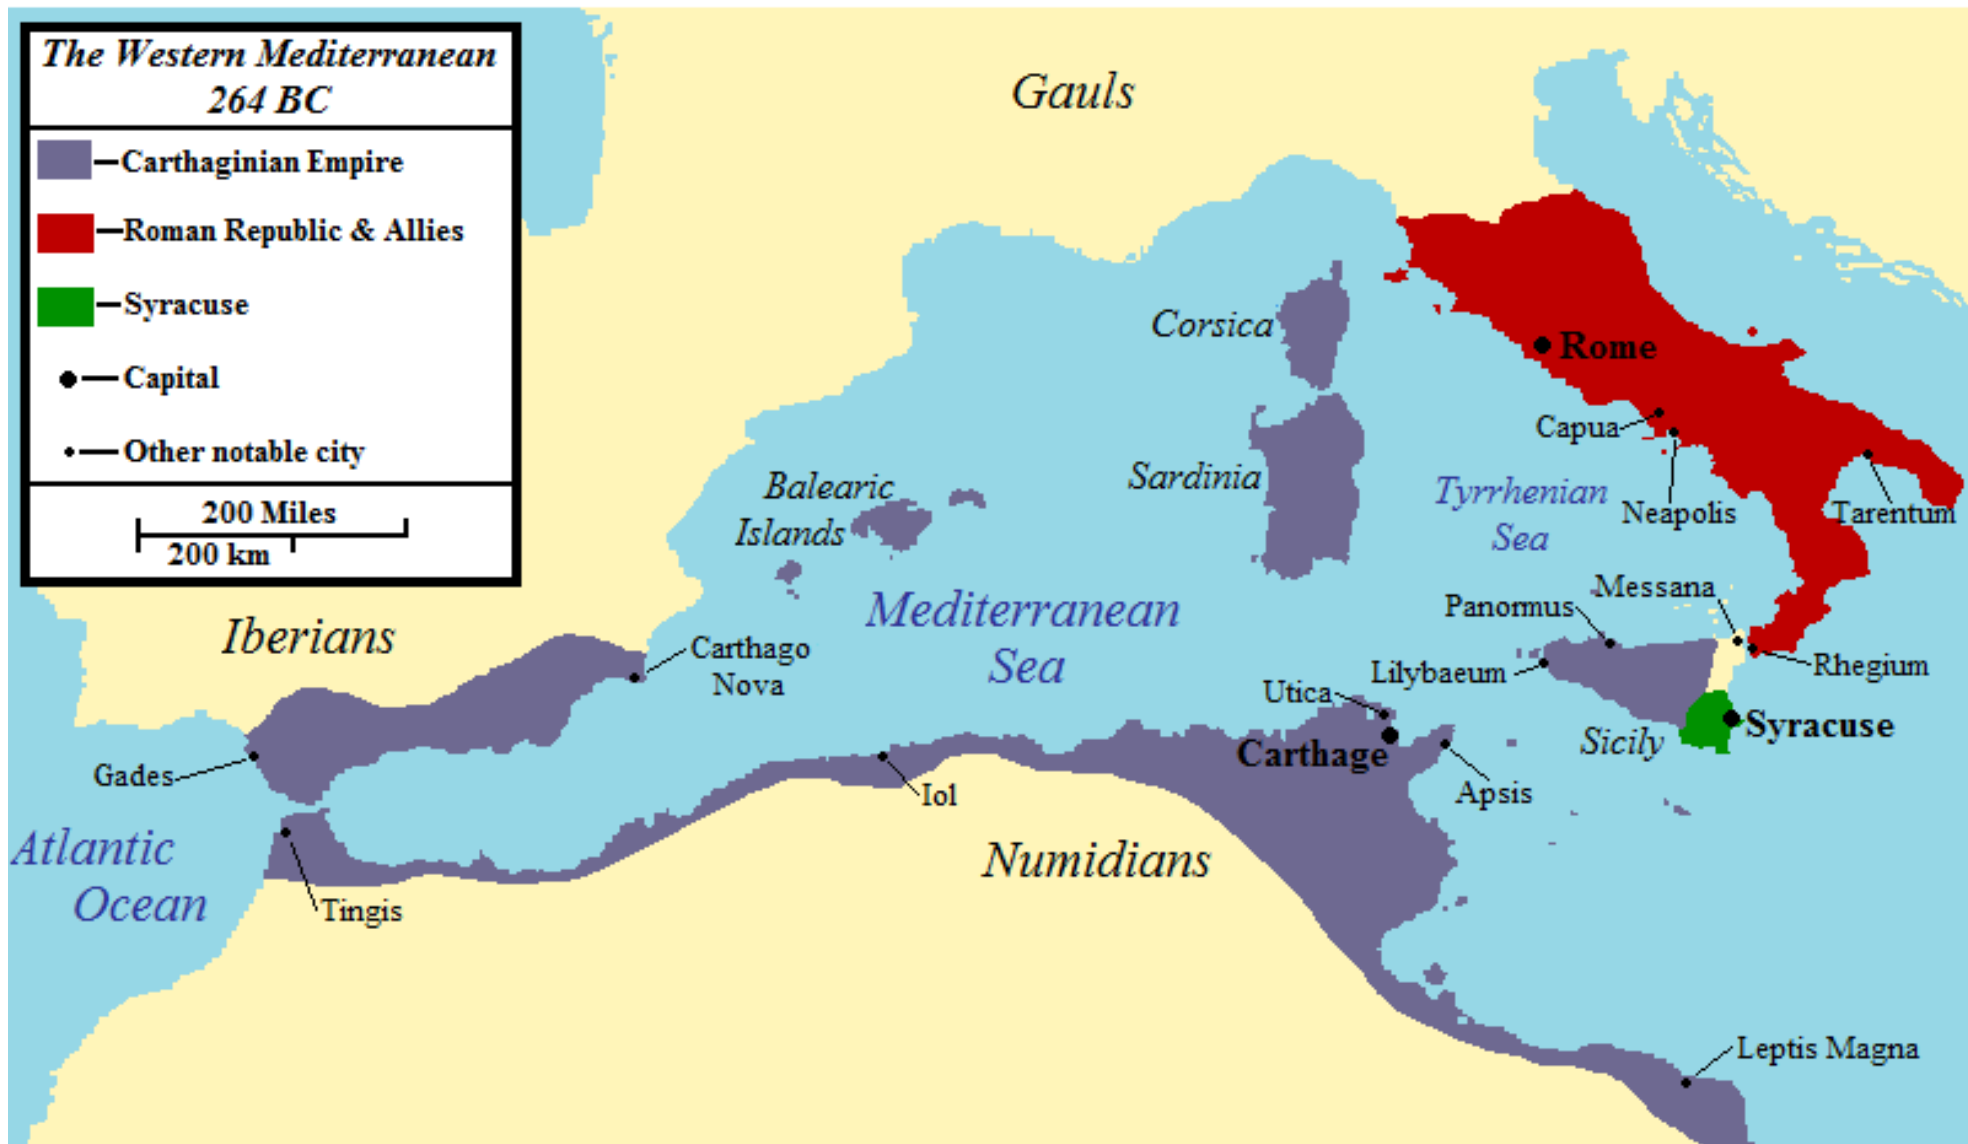 The Western Mediterranean
264 BC
Carthaginian Empire
Roman Republic & Allies
Syracuse
Capital
Other notable city
200 Miles
200 km
Gauls
Corsica
Rome
Capua
Sardinia
Balearic
Islands
Tyrrhenian
Sea
Neapolis
Tarentum
Messana
Panormus
Mediterranean
Sea
Iberians
Carthago
Nova
Lilybaeum
Rhegium
Utica
Syracuse
Sicily
Carthage
Gades
Iol
Apsis
Atlantic
Ocean
Numidians
Tingis
Leptis Magna